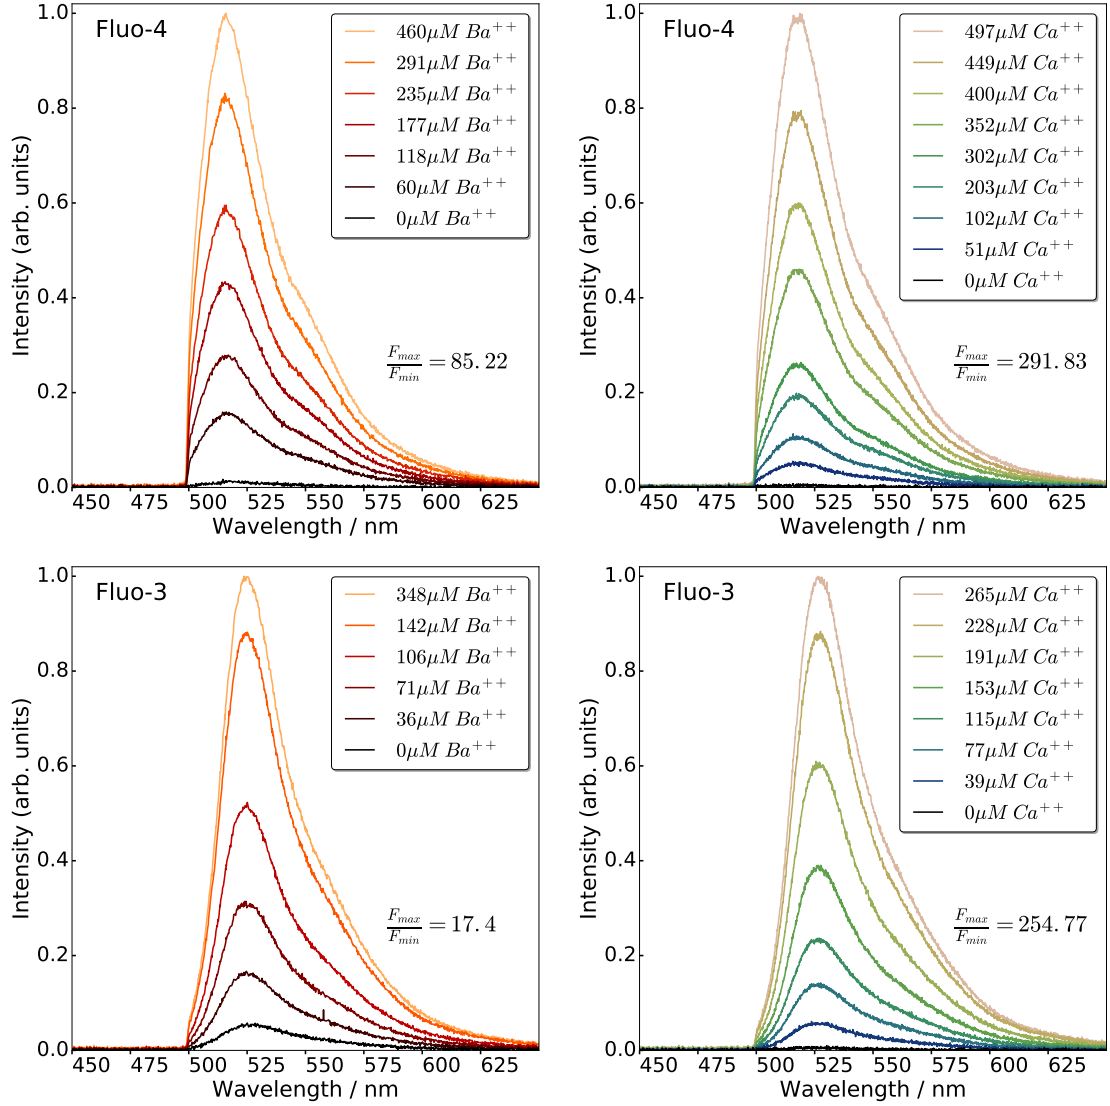 Fluo-4
460μM Ba⁺⁺
291μM Ba⁺⁺
235μM Ba⁺⁺
177μM Ba⁺⁺
118μM Ba⁺⁺
60μM Ba⁺⁺
0μM Ba⁺⁺
F_max/F_min = 85.22
Intensity (arb. units)
1.0
0.8
0.6
0.4
0.2
0.0
450 475 500 525 550 575 600 625
Wavelength / nm
Fluo-4
497μM Ca⁺⁺
449μM Ca⁺⁺
400μM Ca⁺⁺
352μM Ca⁺⁺
302μM Ca⁺⁺
203μM Ca⁺⁺
102μM Ca⁺⁺
51μM Ca⁺⁺
0μM Ca⁺⁺
F_max/F_min = 291.83
Intensity (arb. units)
1.0
0.8
0.6
0.4
0.2
0.0
450 475 500 525 550 575 600 625
Wavelength / nm
Fluo-3
348μM Ba⁺⁺
142μM Ba⁺⁺
106μM Ba⁺⁺
71μM Ba⁺⁺
36μM Ba⁺⁺
0μM Ba⁺⁺
F_max/F_min = 17.4
Intensity (arb. units)
1.0
0.8
0.6
0.4
0.2
0.0
450 475 500 525 550 575 600 625
Wavelength / nm
Fluo-3
265μM Ca⁺⁺
228μM Ca⁺⁺
191μM Ca⁺⁺
153μM Ca⁺⁺
115μM Ca⁺⁺
77μM Ca⁺⁺
39μM Ca⁺⁺
0μM Ca⁺⁺
F_max/F_min = 254.77
Intensity (arb. units)
1.0
0.8
0.6
0.4
0.2
0.0
450 475 500 525 550 575 600 625
Wavelength / nm